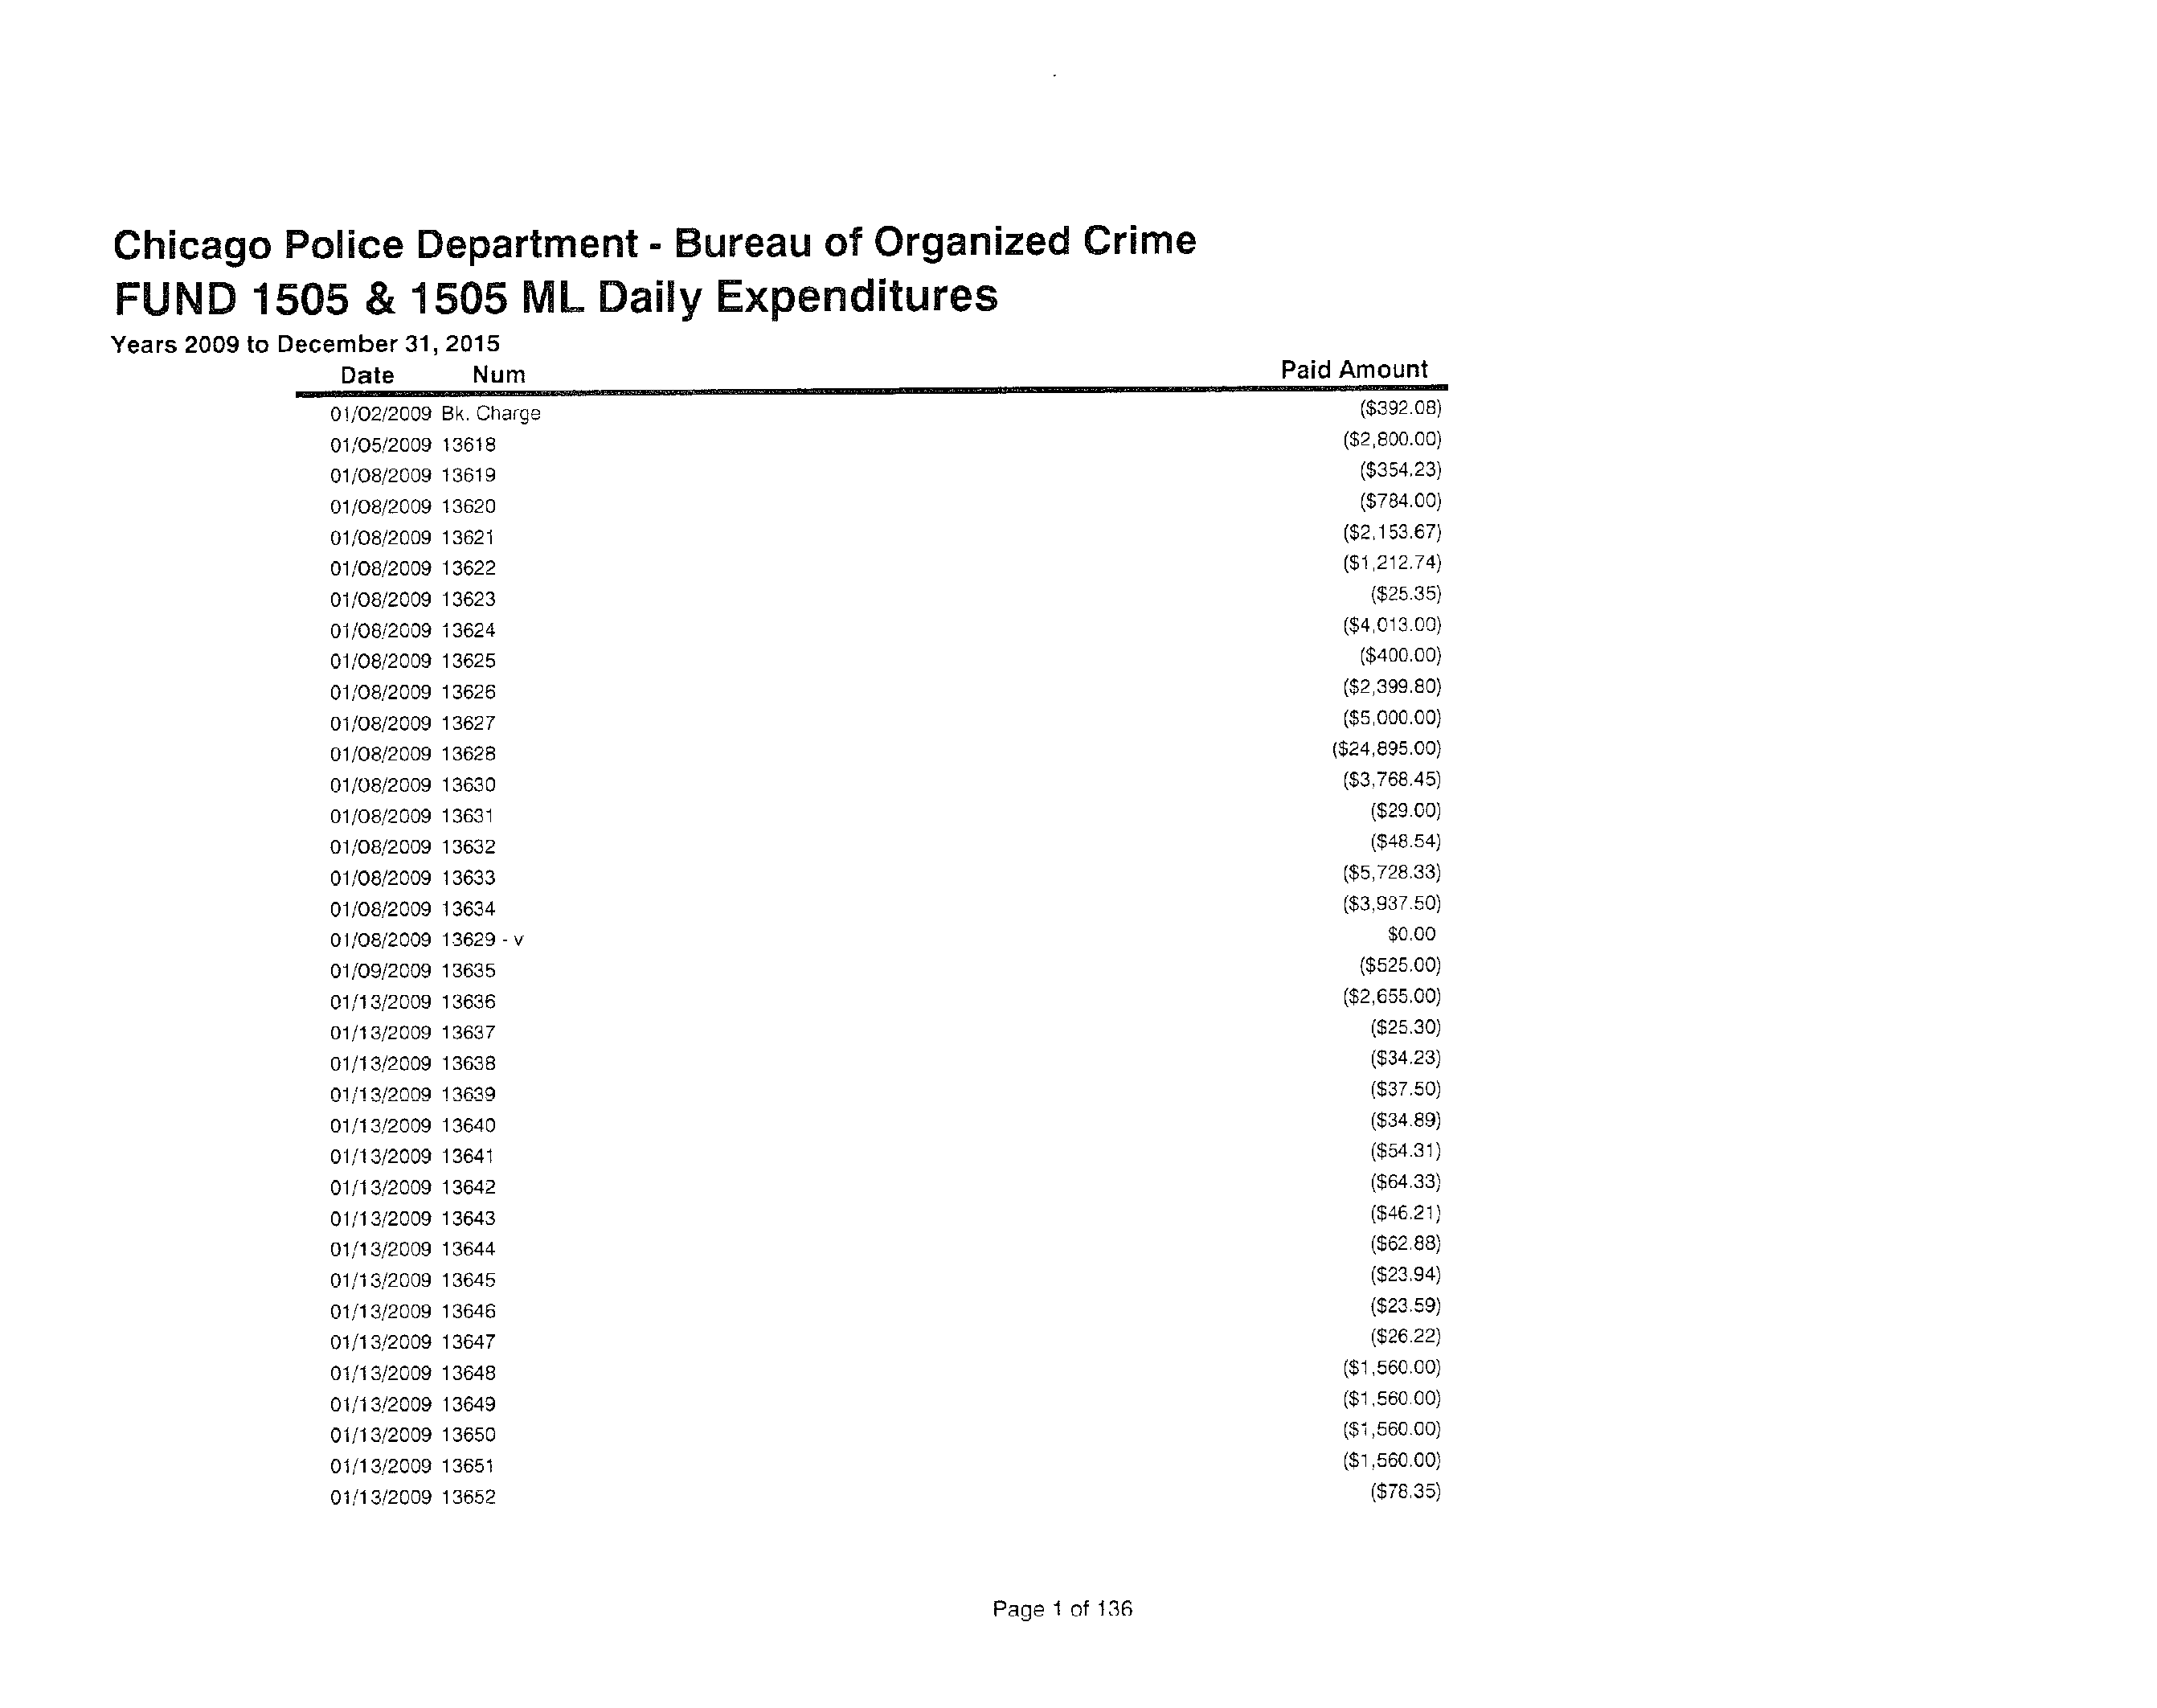 Chicago Police Department - Bureau of Organized Crime
FUND 1505 & 1505 ML Daily Expenditures
Years 2009 to December 31, 2015
Date Num Paid Amount
01/02/2009 Bk. Charge ($392.08)
01/05/2009 13618 ($2,800.00)
01/08/2009 13619 ($354.23)
01/08/2009 13620 ($784.00)
01/08/2009 13621 ($2,153.67)
01/08/2009 13622 ($1,212.74)
01/08/2009 13623 ($25.35)
01/08/2009 13624 ($4,013.00)
01/08/2009 13625 ($400.00)
01/08/2009 13626 ($2,399.80)
01/08/2009 13627 ($5,000.00)
01/08/2009 13628 ($24,895.00)
01/08/2009 13630 ($3,768.45)
01/08/2009 13631 ($29.00)
01/08/2009 13632 ($48.54)
01/08/2009 13633 ($5,728.33)
01/08/2009 13634 ($3,937.50)
01/08/2009 13629 - v $0.00
01/09/2009 13635 ($525.00)
01/13/2009 13636 ($2,655.00)
01/13/2009 13637 ($25.30)
01/13/2009 13638 ($34.23)
01/13/2009 13639 ($37.50)
01/13/2009 13640 ($34.89)
01/13/2009 13641 ($54.31)
01/13/2009 13642 ($64.33)
01/13/2009 13643 ($46.21)
01/13/2009 13644 ($62.88)
01/13/2009 13645 ($23.94)
01/13/2009 13646 ($23.59)
01/13/2009 13647 ($26.22)
01/13/2009 13648 ($1,560.00)
01/13/2009 13649 ($1,560.00)
01/13/2009 13650 ($1,560.00)
01/13/2009 13651 ($1,560.00)
01/13/2009 13652 ($78.35)
Page 1 of 136